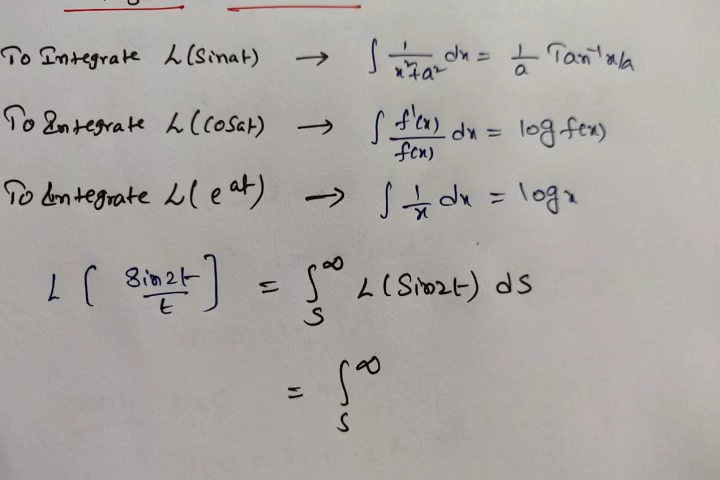 To Integrate L(Sinat) → ∫ 1/(x²+a²) dx = 1/a Tan⁻¹ x/a
To Integrate L(cosat) → ∫ f'(x)/f(x) dx = log f(x)
To Integrate L(e^at) → ∫ 1/x dx = log x
L [ Sin2t/t ] = ∫_S^∞ L(Sin2t) dS
= ∫_S^∞